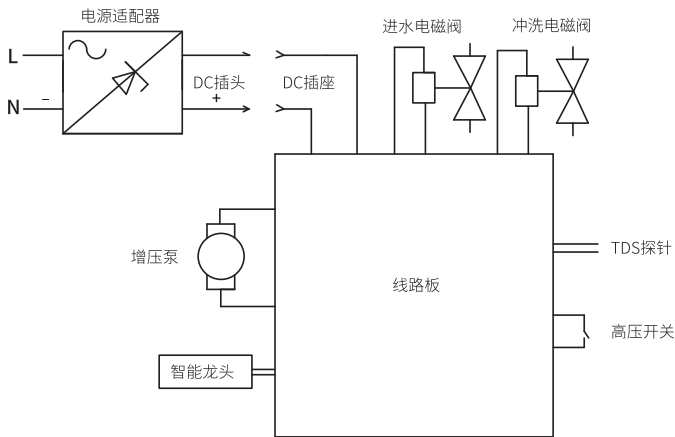 电源适配器
进水电磁阀
冲洗电磁阀
L
DC插头
DC插座
−
+
N
增压泵
TDS探针
线路板
高压开关
智能龙头